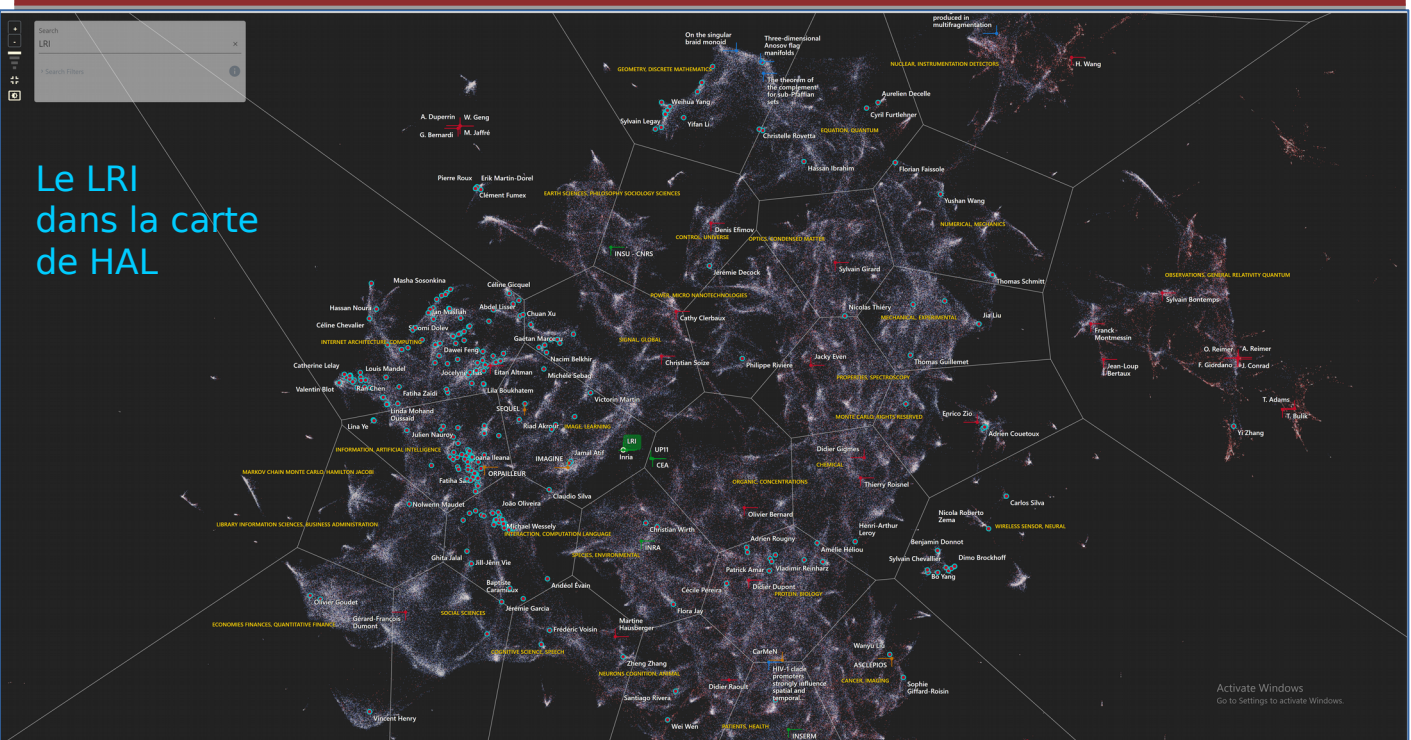 Search
LRI
×
Search Filters
Le LRI
dans la carte
de HAL
produced in
multifragmentation
On the singular
braid monoid
Three-dimensional
Anosov flag
manifolds
NUCLEAR, INSTRUMENTATION DETECTORS
H. Wang
GEOMETRY, DISCRETE MATHEMATICS
The theorem of
the complement
for sub-Pfaffian
sets
Weihua Yang
Aurelien Decelle
Cyril Furtlehner
A. Duperrin
W. Geng
G. Bernardi
M. Jaffré
Sylvain Legay
Yifan Li
Christelle Rovetta
EQUATION, QUANTUM
Hassan Ibrahim
Florian Faissole
Pierre Roux
Erik Martin-Dorel
Clément Fumex
EARTH SCIENCES, PHILOSOPHY SOCIOLOGY SCIENCES
Yushan Wang
NUMERICAL, MECHANICS
Denis Efimov
CONTROL, UNIVERSE
OPTICS, CONDENSED MATTER
INSU - CNRS
Jérémie Decock
Sylvain Girard
OBSERVATIONS, GENERAL RELATIVITY QUANTUM
Thomas Schmitt
Masha Sosonkina
Céline Gicquel
POWER, MICRO NANOTECHNOLOGIES
Sylvain Bontemps
Hassan Noura
Abdel Lisser
Chuan Xu
Nicolas Thiéry
MECHANICAL, EXPERIMENTAL
Jia Liu
Cathy Clerbaux
Céline Chevalier
Shlomi Dolev
Franck
Montmessin
INTERNET ARCHITECTURE, COMPUTING
Gaétan Marceau
SIGNAL, GLOBAL
Dawei Feng
Nacim Belkhir
Christian Soize
Philippe Rivière
Jacky Even
Thomas Guillemet
O. Reimer
A. Reimer
F. Giordano
J. Conrad
Catherine Lelay
Louis Mandel
Eitan Altman
Michèle Sebag
Jean-Loup
Bertaux
Valentin Blot
Ran Chen
Fatiha Zaidi
Lila Boukhatem
PROPERTIES, SPECTROSCOPY
Victorin Martin
T. Adams
T. Bulik
SEQUEL
Linda Mohand
Oussaid
MONTE CARLO, RIGHTS RESERVED
Enrico Zio
Adrien Couetoux
Yi Zhang
Lina Ye
Julien Nauroy
Riad Akrour
IMAGE, LEARNING
LRI
Inria
UP11
CEA
INFORMATION, ARTIFICIAL INTELLIGENCE
IMAGINE
Jamal Atif
Didier Gigmes
CHEMICAL
MARKOV CHAIN MONTE CARLO, HAMILTON JACOBI
Ioana Ileana
ORPAILLEUR
ORGANIC, CONCENTRATIONS
Thierry Roisnel
Claudio Silva
Carlos Silva
Nolwenn Maudet
João Oliveira
Olivier Bernard
Nicola Roberto
Zema
LIBRARY INFORMATION SCIENCES, BUSINESS ADMINISTRATION
Michael Wessely
INTERACTION, COMPUTATION LANGUAGE
Christian Wirth
Henri-Arthur
Leroy
WIRELESS SENSOR, NEURAL
INRA
SPECIES, ENVIRONMENTAL
Adrien Rougny
Amélie Héliou
Benjamin Donnot
Ghita Jalal
Jill-Jênn Vie
Sylvain Chevallier
Dimo Brockhoff
Patrick Amar
Vladimir Reinharz
Bo Yang
Baptiste
Caramiaux
Andéol Evain
Cécile Pereira
Didier Dupont
PROTEIN, BIOLOGY
Olivier Goudet
Jérémie Garcia
Flora Jay
SOCIAL SCIENCES
Gérard-François
Dumont
ECONOMIES FINANCES, QUANTITATIVE FINANCE
Frédéric Voisin
Martine
Hausberger
COGNITIVE SCIENCE, SPEECH
CarMeN
Wanyu Liu
ASCLEPIOS
Zheng Zhang
NEURONS COGNITION, ANIMAL
HIV-1 clade
promoters
strongly influence
spatial and
temporal...
CANCER, IMAGING
Sophie
Giffard-Roisin
Didier Raoult
Santiago Rivera
Activate Windows
Go to Settings to activate Windows.
Vincent Henry
Wei Wen
PATIENTS, HEALTH
INSERM